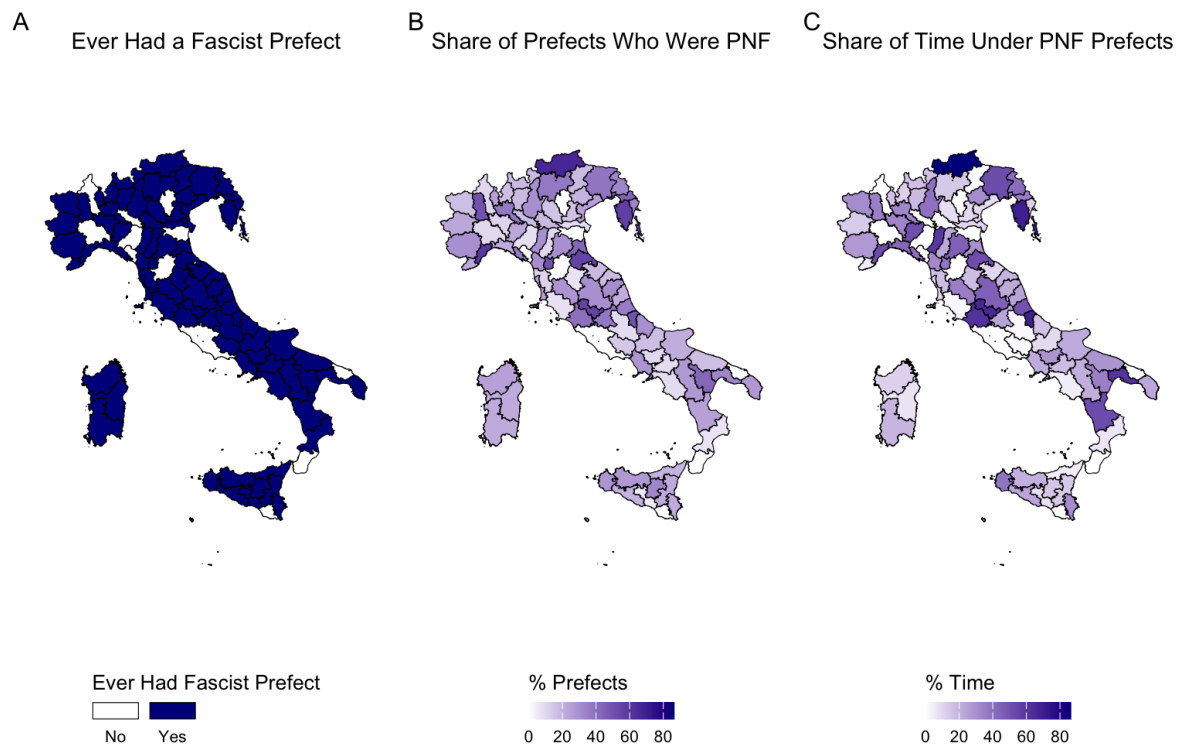 A
Ever Had a Fascist Prefect
B
Share of Prefects Who Were PNF
C
Share of Time Under PNF Prefects
Ever Had Fascist Prefect
No Yes
% Prefects
0 20 40 60 80
% Time
0 20 40 60 80